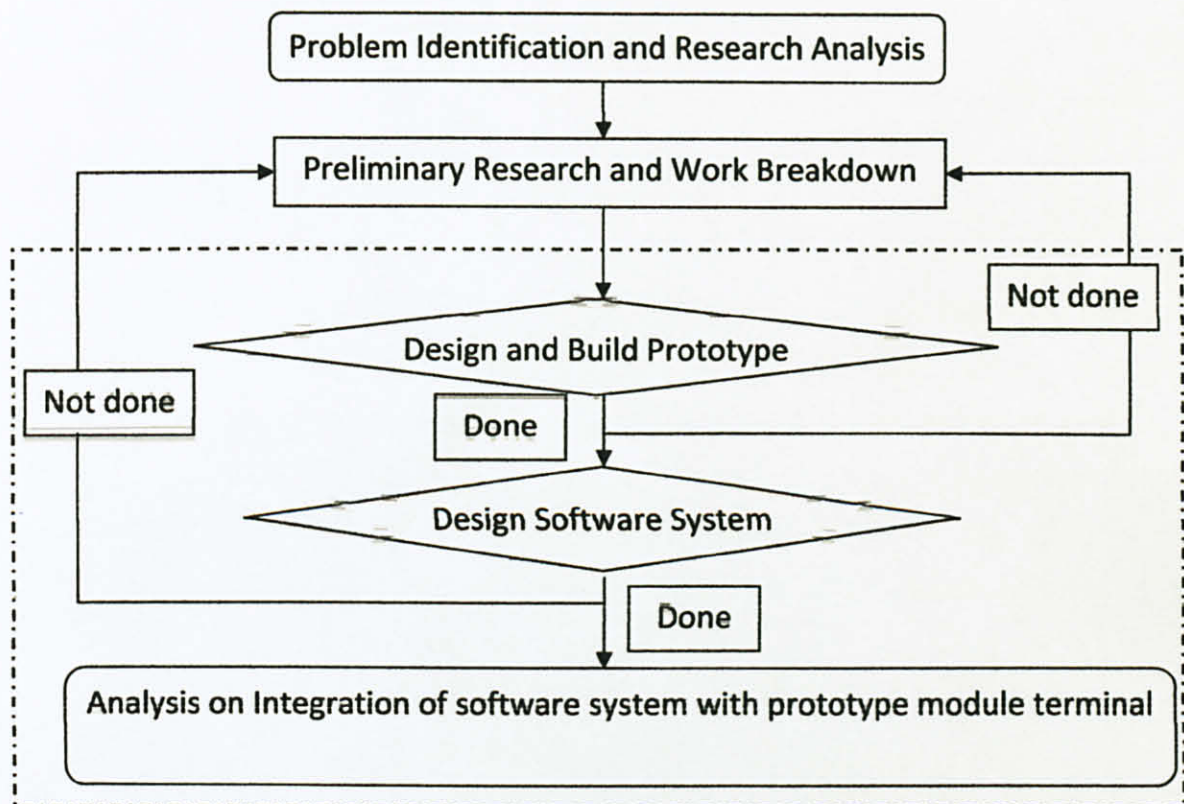 Problem Identification and Research Analysis
Preliminary Research and Work Breakdown
Not done
Design and Build Prototype
Not done
Done
Design Software System
Done
Analysis on Integration of software system with prototype module terminal